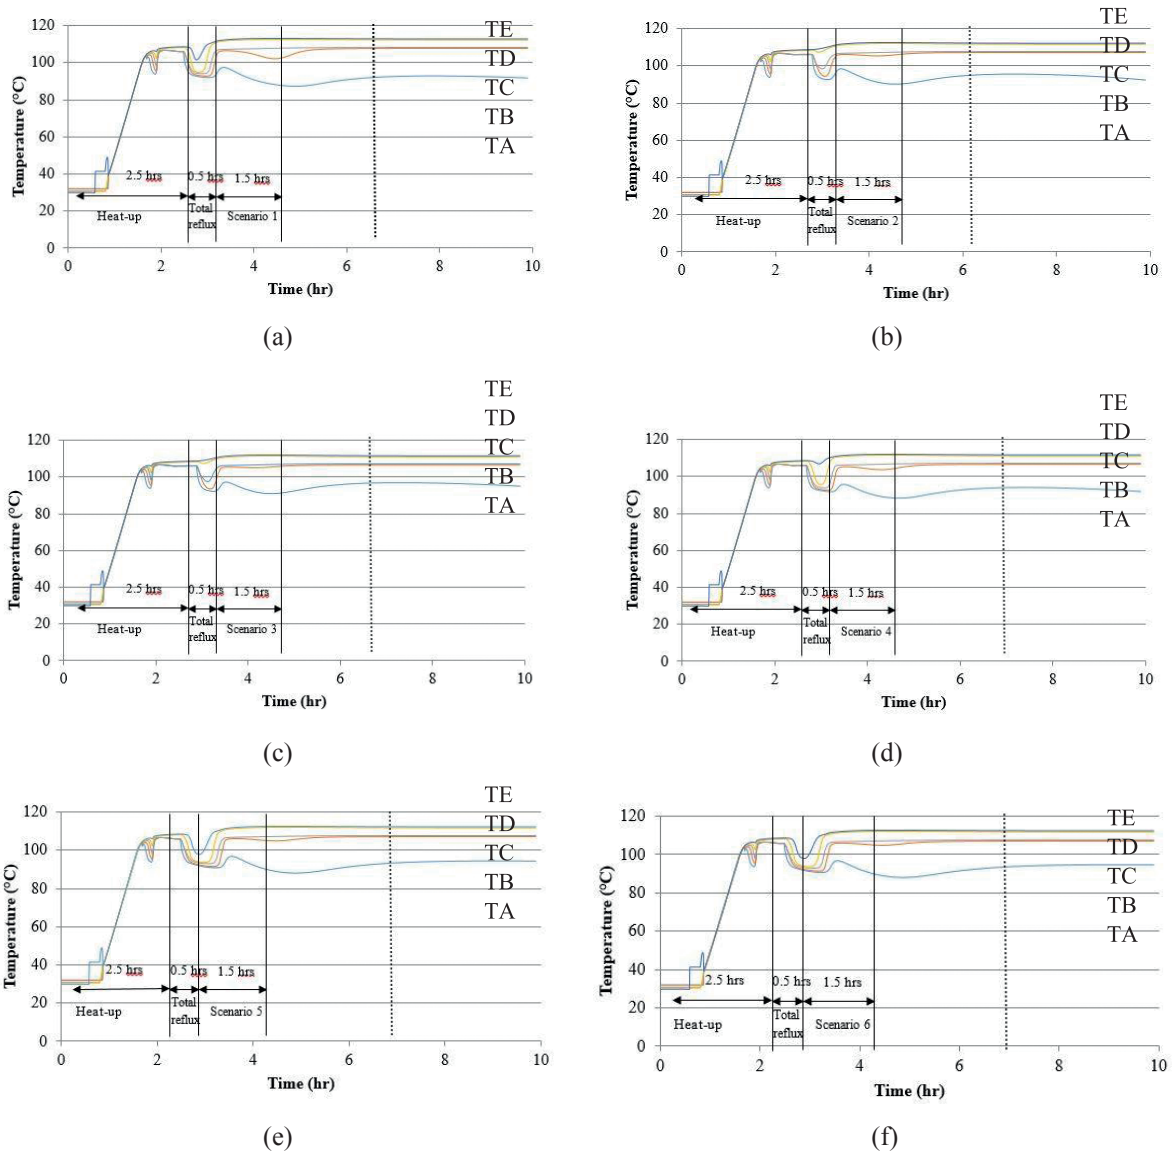 120
100
80
60
40
20
0
Temperature (°C)
2.5 hrs
0.5 hrs
1.5 hrs
Heat-up
Total
reflux
Scenario 1
TE
TD
TC
TB
TA
0 2 4 6 8 10
Time (hr)
(a)
120
100
80
60
40
20
0
Temperature (°C)
2.5 hrs
0.5 hrs
1.5 hrs
Heat-up
Total
reflux
Scenario 2
TE
TD
TC
TB
TA
0 2 4 6 8 10
Time (hr)
(b)
120
100
80
60
40
20
0
Temperature (°C)
2.5 hrs
0.5 hrs
1.5 hrs
Heat-up
Total
reflux
Scenario 3
TE
TD
TC
TB
TA
0 2 4 6 8 10
Time (hr)
(c)
120
100
80
60
40
20
0
Temperature (°C)
2.5 hrs
0.5 hrs
1.5 hrs
Heat-up
Total
reflux
Scenario 4
TE
TD
TC
TB
TA
0 2 4 6 8 10
Time (hr)
(d)
120
100
80
60
40
20
0
Temperature (°C)
2.5 hrs
0.5 hrs
1.5 hrs
Heat-up
Total
reflux
Scenario 5
TE
TD
TC
TB
TA
0 2 4 6 8 10
Time (hr)
(e)
120
100
80
60
40
20
0
Temperature (°C)
2.5 hrs
0.5 hrs
1.5 hrs
Heat-up
Total
reflux
Scenario 6
TE
TD
TC
TB
TA
0 2 4 6 8 10
Time (hr)
(f)